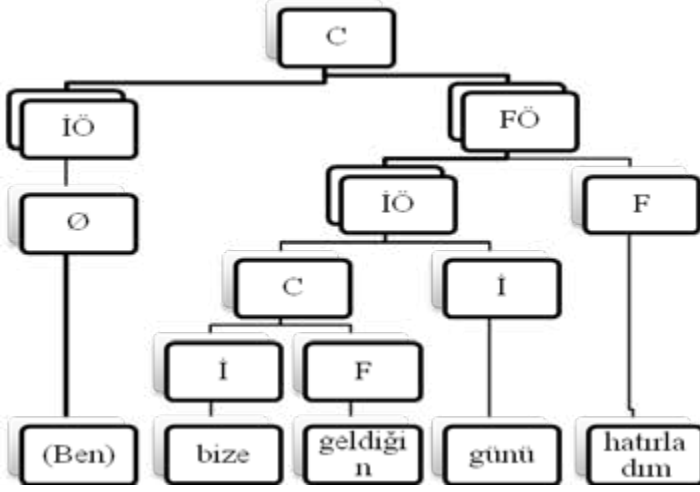 C
İÖ
FÖ
Ø
İÖ
F
C
İ
İ
F
(Ben)
bize
geldiği
n
günü
hatırla
dım